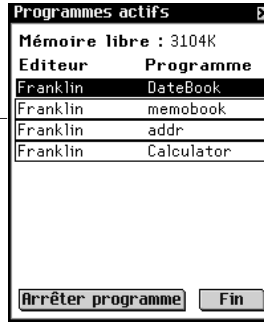 Programmes actifs
Mémoire libre : 3104K
Editeur Programme
Franklin DateBook
Franklin memobook
Franklin addr
Franklin Calculator
Arrêter programme Fin